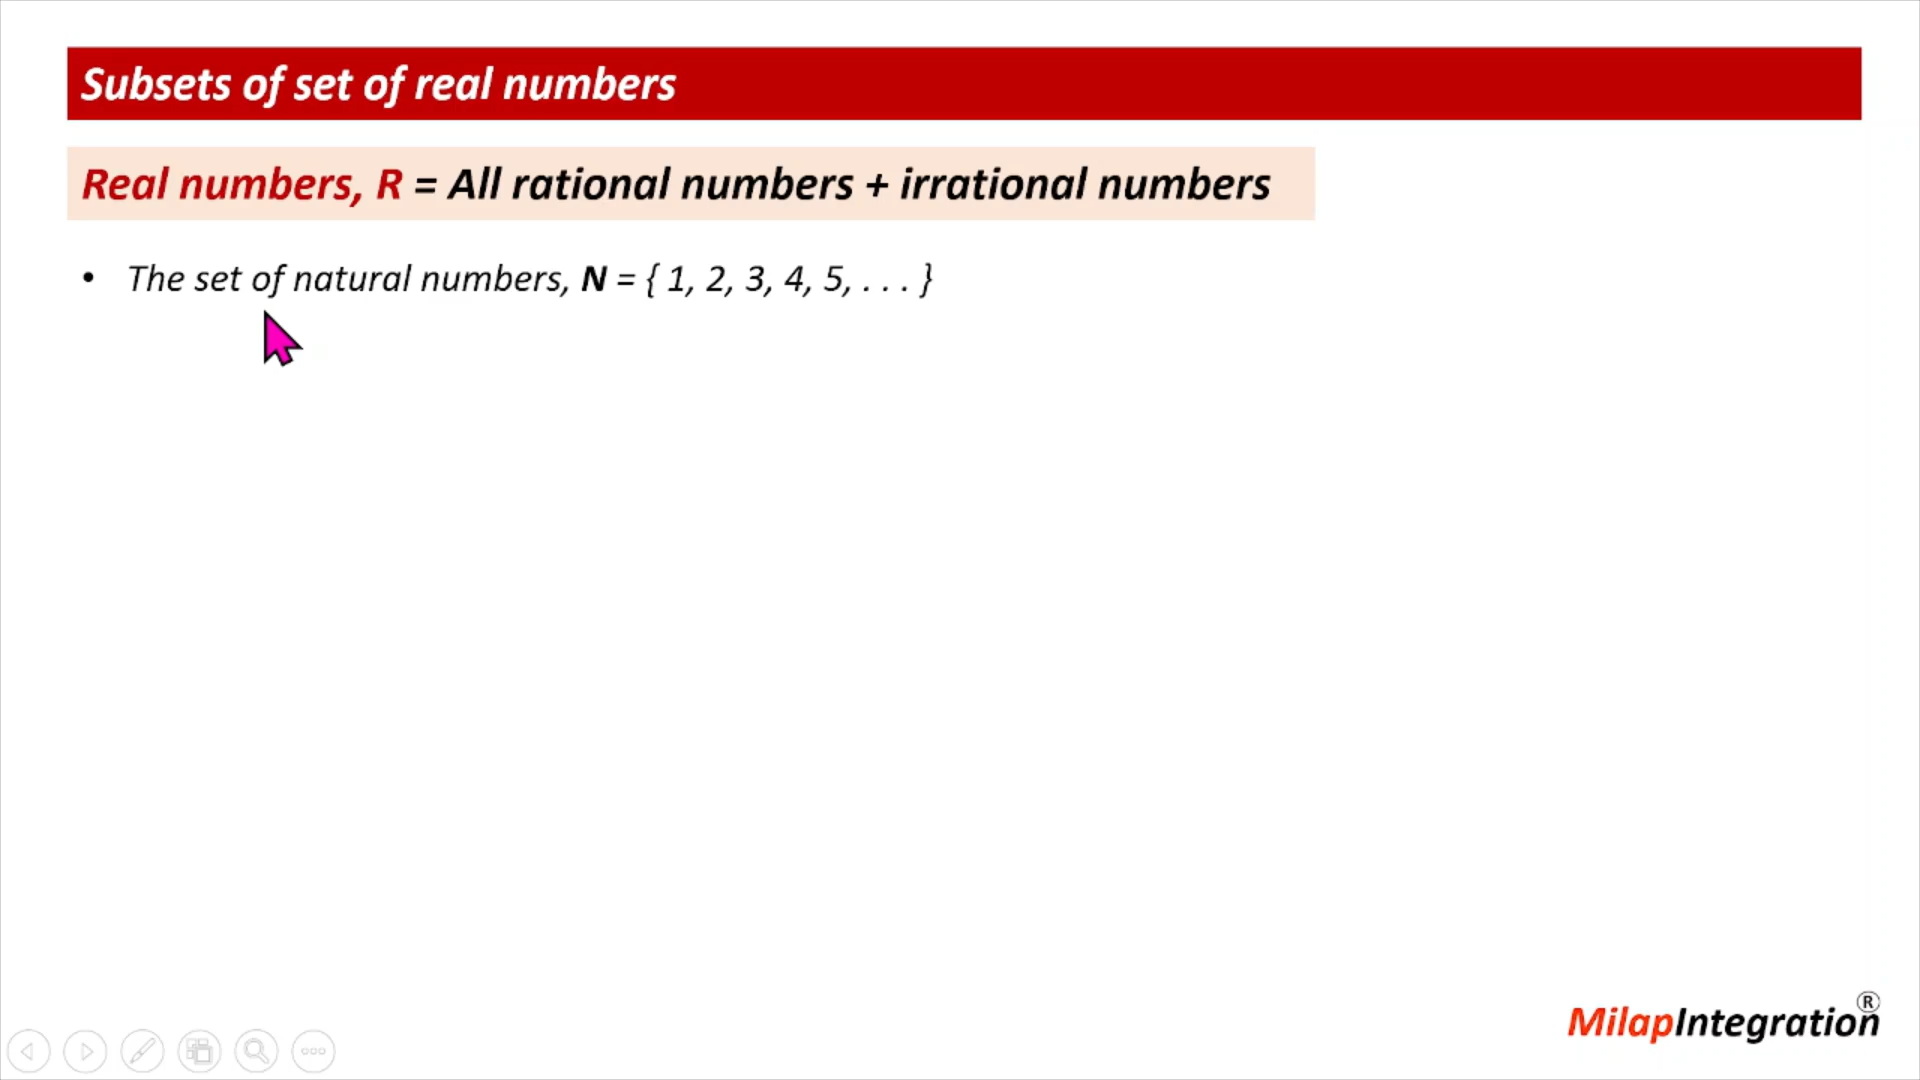 Subsets of set of real numbers
Real numbers, R = All rational numbers + irrational numbers
• The set of natural numbers, N = { 1, 2, 3, 4, 5, . . . }
MilapIntegration®